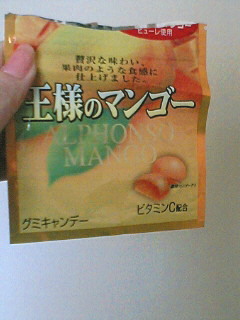 ピューレ使用
贅沢な味わい、
果肉のような食感に
仕上げました。
王様のマンゴー
ALPHONSO
MAN
グミキャンデー
ビタミンC配合